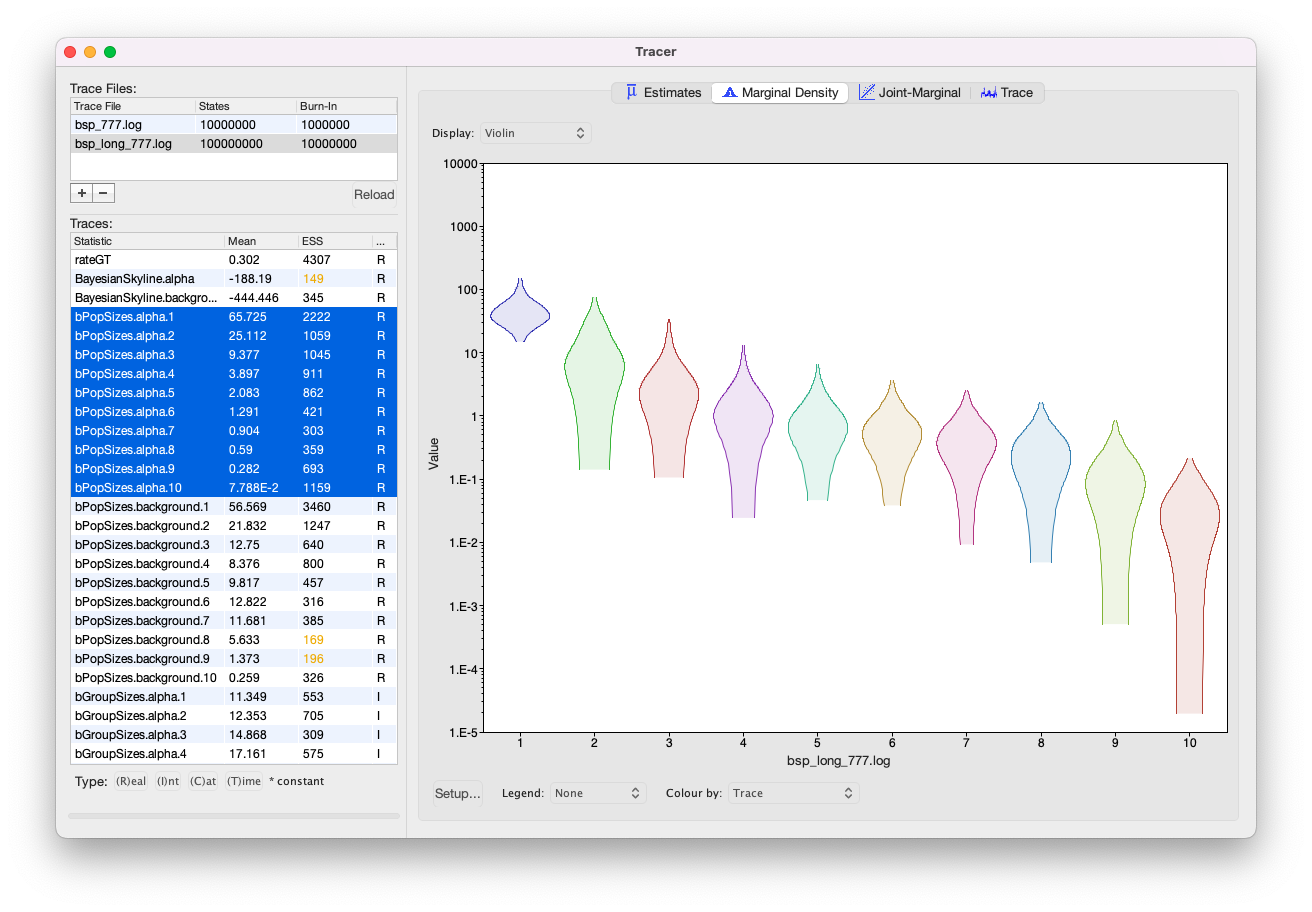 Tracer
Trace Files:
Trace File States Burn-In
bsp_777.log 10000000 1000000
bsp_long_777.log 100000000 10000000
+ −
Reload
Traces:
Statistic Mean ESS ...
rateGT 0.302 4307 R
BayesianSkyline.alpha -188.19 149 R
BayesianSkyline.backgro... -444.446 345 R
bPopSizes.alpha.1 65.725 2222 R
bPopSizes.alpha.2 25.112 1059 R
bPopSizes.alpha.3 9.377 1045 R
bPopSizes.alpha.4 3.897 911 R
bPopSizes.alpha.5 2.083 862 R
bPopSizes.alpha.6 1.291 421 R
bPopSizes.alpha.7 0.904 303 R
bPopSizes.alpha.8 0.59 359 R
bPopSizes.alpha.9 0.282 693 R
bPopSizes.alpha.10 7.788E-2 1159 R
bPopSizes.background.1 56.569 3460 R
bPopSizes.background.2 21.832 1247 R
bPopSizes.background.3 12.75 640 R
bPopSizes.background.4 8.376 800 R
bPopSizes.background.5 9.817 457 R
bPopSizes.background.6 12.822 316 R
bPopSizes.background.7 11.681 385 R
bPopSizes.background.8 5.633 169 R
bPopSizes.background.9 1.373 196 R
bPopSizes.background.10 0.259 326 R
bGroupSizes.alpha.1 11.349 553 I
bGroupSizes.alpha.2 12.353 705 I
bGroupSizes.alpha.3 14.868 309 I
bGroupSizes.alpha.4 17.161 575 I
Type: (R)eal (I)nt (C)at (T)ime * constant
Estimates Marginal Density Joint-Marginal Trace
Display: Violin
10000
1000
100
10
1
1.E-1
1.E-2
1.E-3
1.E-4
1.E-5
Value
1 2 3 4 5 6 7 8 9 10
bsp_long_777.log
Setup... Legend: None Colour by: Trace